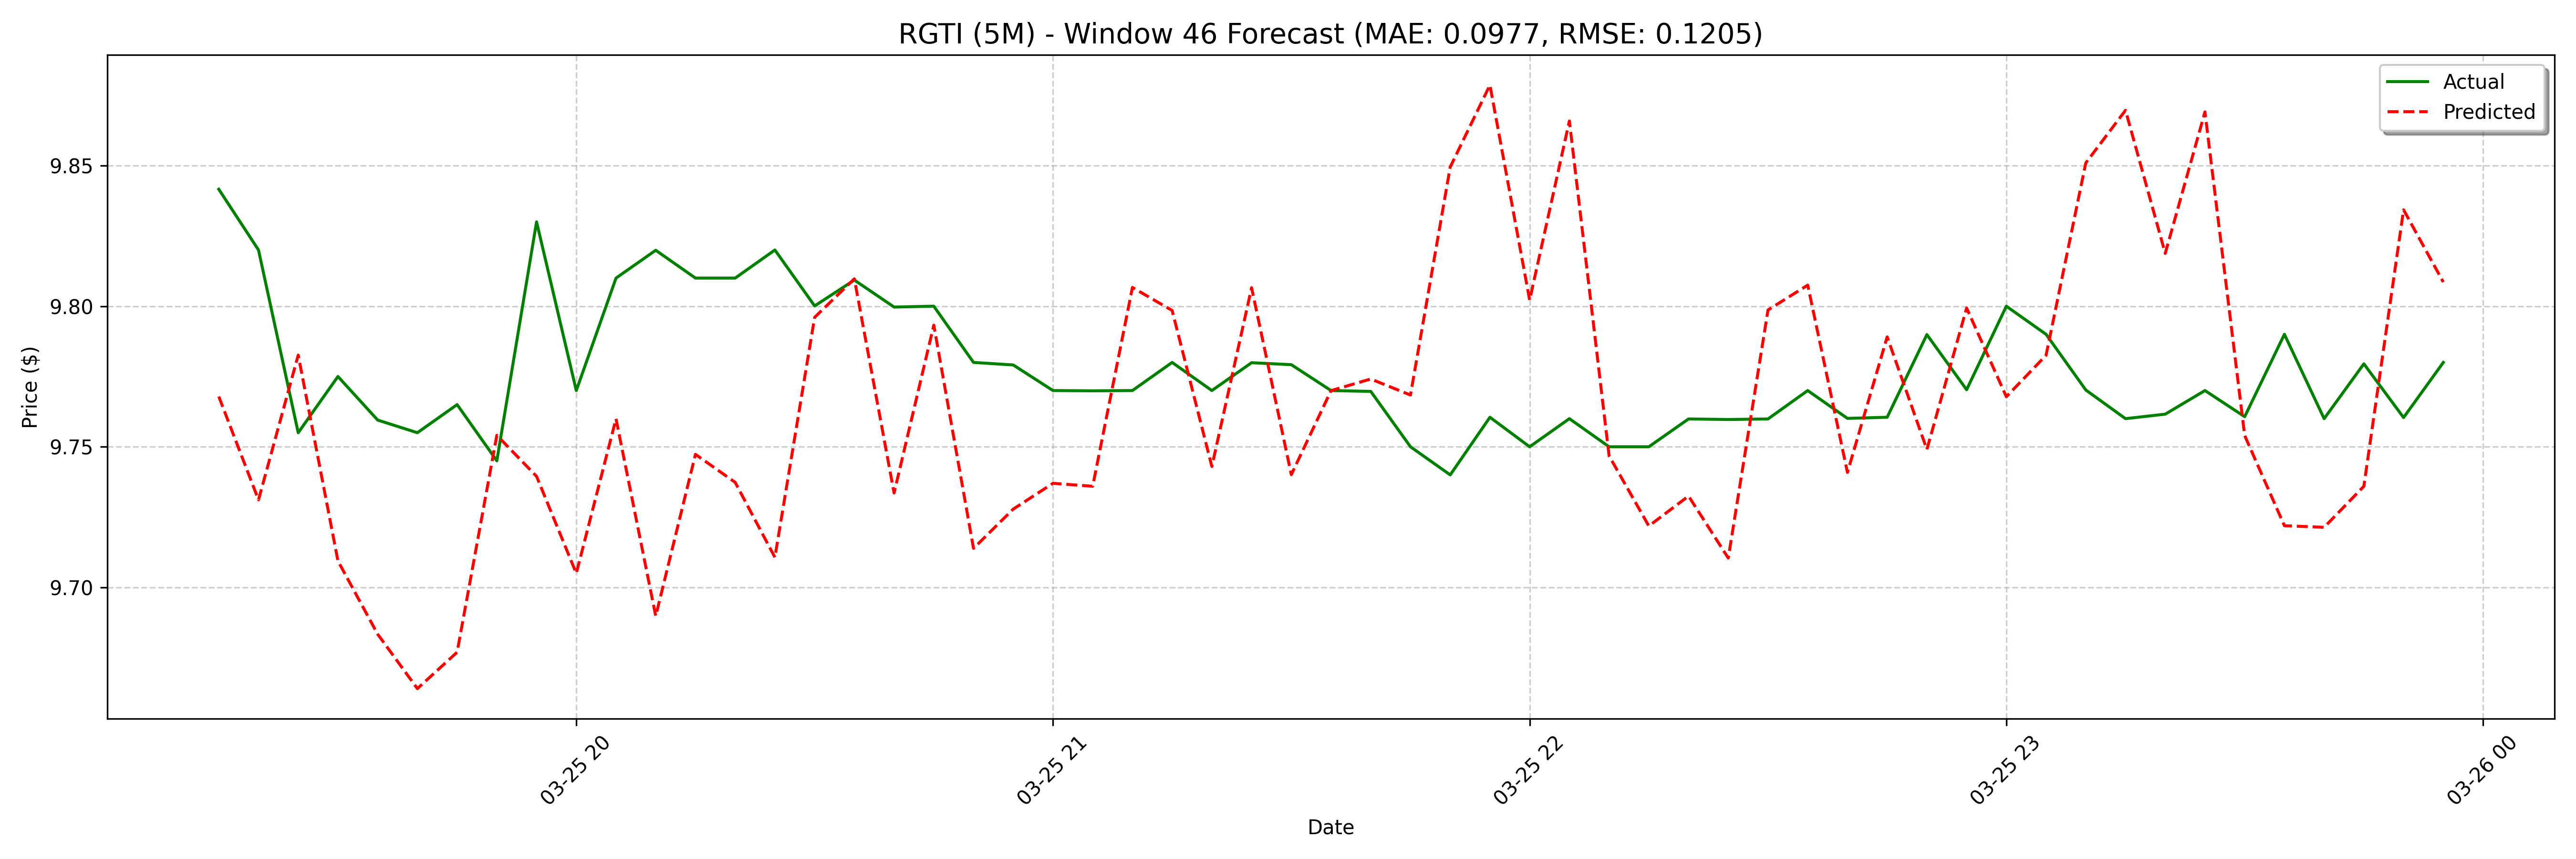 RGTI (5M) - Window 46 Forecast (MAE: 0.0977, RMSE: 0.1205)
Actual
Predicted
Price ($)
9.85
9.80
9.75
9.70
03-25 20
03-25 21
03-25 22
03-25 23
03-26 00
Date